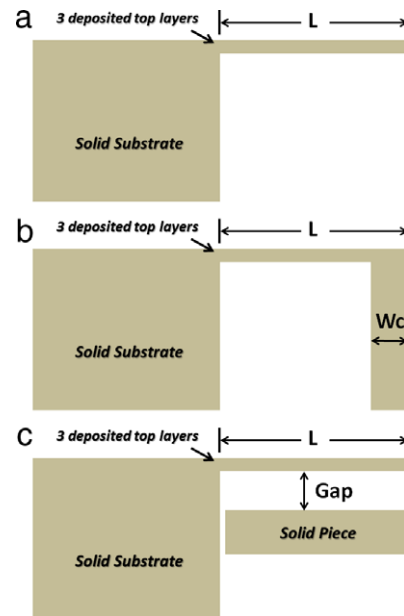 a
3 deposited top layers
L
Solid Substrate
b
3 deposited top layers
L
Solid Substrate
Wc
c
3 deposited top layers
L
Gap
Solid Piece
Solid Substrate